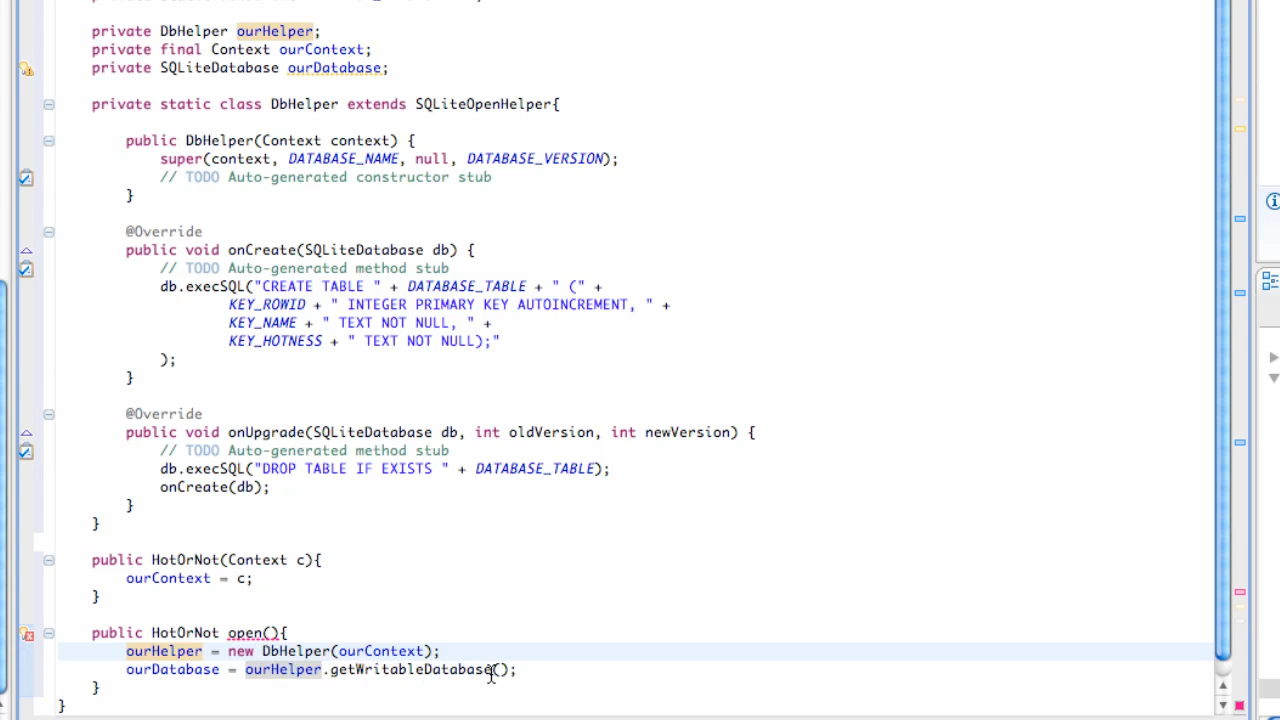 private DbHelper ourHelper;
private final Context ourContext;
private SQLiteDatabase ourDatabase;
private static class DbHelper extends SQLiteOpenHelper{
public DbHelper(Context context) {
super(context, DATABASE_NAME, null, DATABASE_VERSION);
// TODO Auto-generated constructor stub
}
@Override
public void onCreate(SQLiteDatabase db) {
// TODO Auto-generated method stub
db.execSQL("CREATE TABLE " + DATABASE_TABLE + " (" +
KEY_ROWID + " INTEGER PRIMARY KEY AUTOINCREMENT, " +
KEY_NAME + " TEXT NOT NULL, " +
KEY_HOTNESS + " TEXT NOT NULL);"
);
}
@Override
public void onUpgrade(SQLiteDatabase db, int oldVersion, int newVersion) {
// TODO Auto-generated method stub
db.execSQL("DROP TABLE IF EXISTS " + DATABASE_TABLE);
onCreate(db);
}
}
public HotOrNot(Context c){
ourContext = c;
}
public HotOrNot open(){
ourHelper = new DbHelper(ourContext);
ourDatabase = ourHelper.getWritableDatabase();
}
}